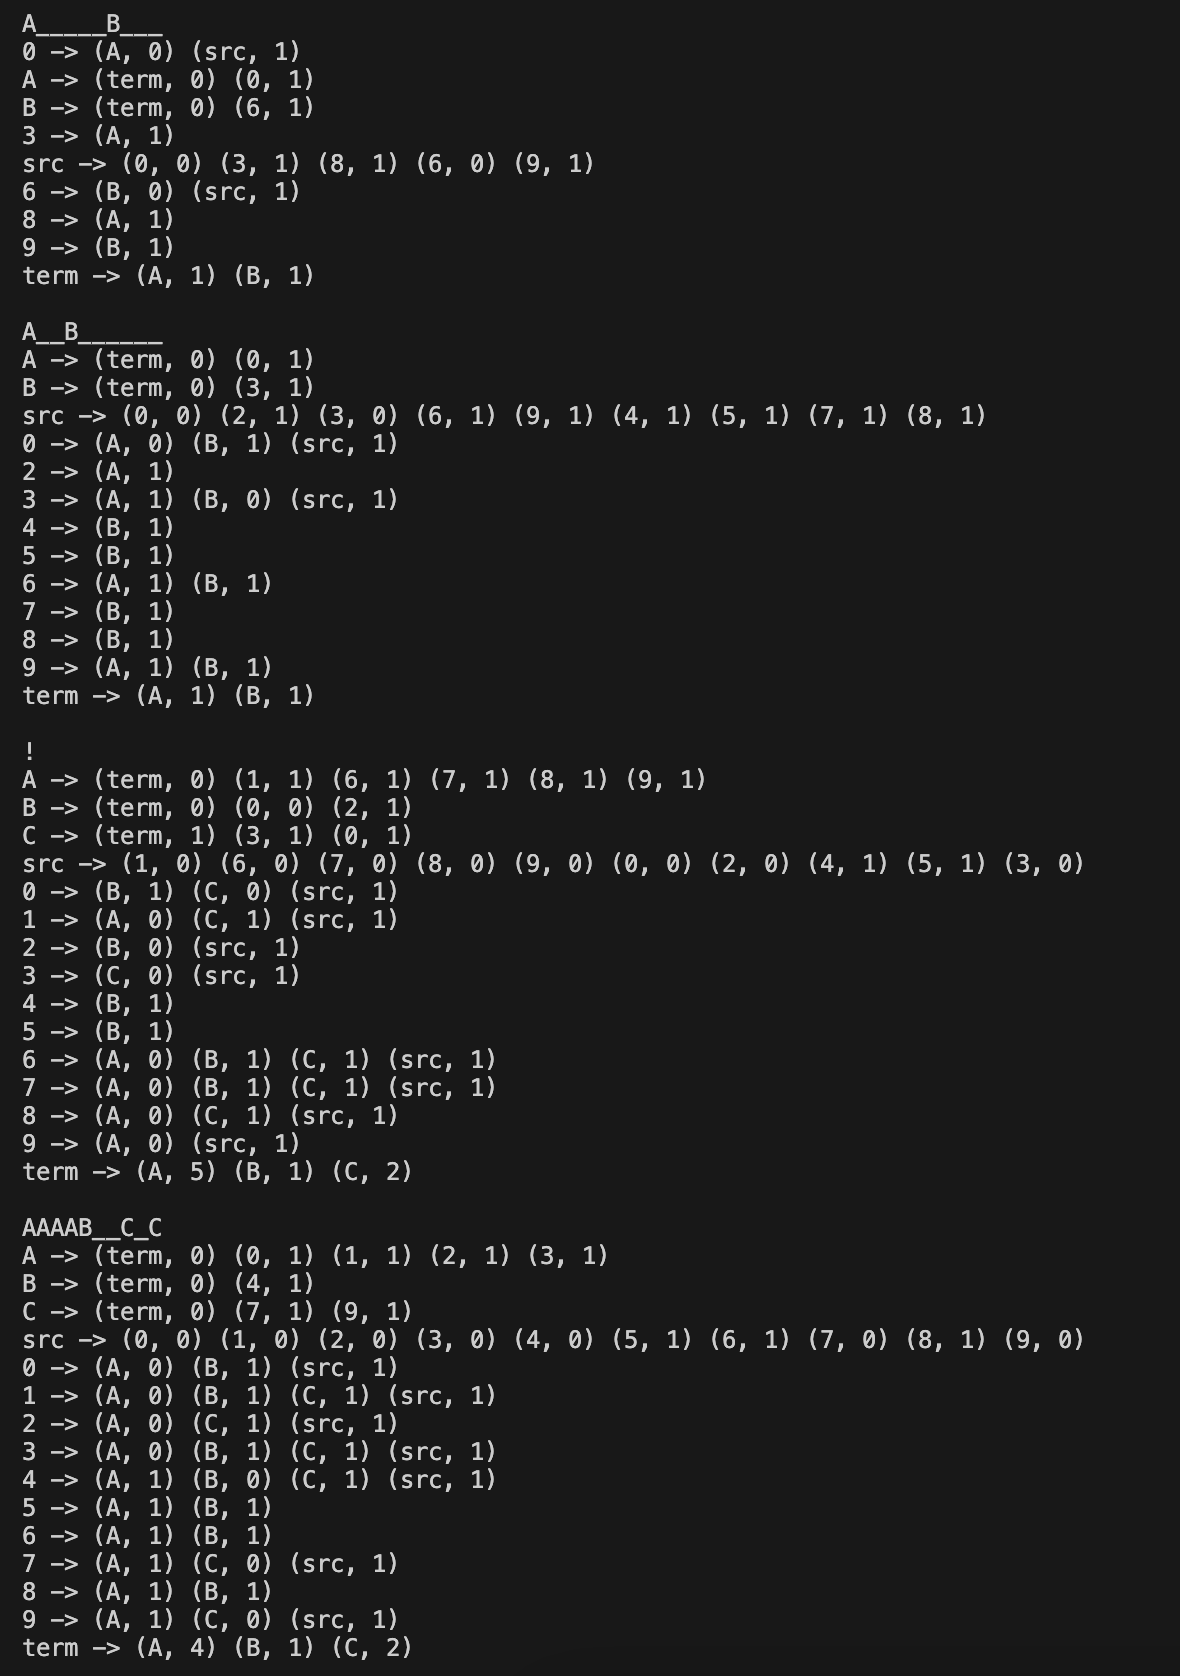 A_____B___
0 -> (A, 0) (src, 1)
A -> (term, 0) (0, 1)
B -> (term, 0) (6, 1)
3 -> (A, 1)
src -> (0, 0) (3, 1) (8, 1) (6, 0) (9, 1)
6 -> (B, 0) (src, 1)
8 -> (A, 1)
9 -> (B, 1)
term -> (A, 1) (B, 1)

A__B______
A -> (term, 0) (0, 1)
B -> (term, 0) (3, 1)
src -> (0, 0) (2, 1) (3, 0) (6, 1) (9, 1) (4, 1) (5, 1) (7, 1) (8, 1)
0 -> (A, 0) (B, 1) (src, 1)
2 -> (A, 1)
3 -> (A, 1) (B, 0) (src, 1)
4 -> (B, 1)
5 -> (B, 1)
6 -> (A, 1) (B, 1)
7 -> (B, 1)
8 -> (B, 1)
9 -> (A, 1) (B, 1)
term -> (A, 1) (B, 1)

!
A -> (term, 0) (1, 1) (6, 1) (7, 1) (8, 1) (9, 1)
B -> (term, 0) (0, 0) (2, 1)
C -> (term, 1) (3, 1) (0, 1)
src -> (1, 0) (6, 0) (7, 0) (8, 0) (9, 0) (0, 0) (2, 0) (4, 1) (5, 1) (3, 0)
0 -> (B, 1) (C, 0) (src, 1)
1 -> (A, 0) (C, 1) (src, 1)
2 -> (B, 0) (src, 1)
3 -> (C, 0) (src, 1)
4 -> (B, 1)
5 -> (B, 1)
6 -> (A, 0) (B, 1) (C, 1) (src, 1)
7 -> (A, 0) (B, 1) (C, 1) (src, 1)
8 -> (A, 0) (C, 1) (src, 1)
9 -> (A, 0) (src, 1)
term -> (A, 5) (B, 1) (C, 2)

AAAAB__C_C
A -> (term, 0) (0, 1) (1, 1) (2, 1) (3, 1)
B -> (term, 0) (4, 1)
C -> (term, 0) (7, 1) (9, 1)
src -> (0, 0) (1, 0) (2, 0) (3, 0) (4, 0) (5, 1) (6, 1) (7, 0) (8, 1) (9, 0)
0 -> (A, 0) (B, 1) (src, 1)
1 -> (A, 0) (B, 1) (C, 1) (src, 1)
2 -> (A, 0) (C, 1) (src, 1)
3 -> (A, 0) (B, 1) (C, 1) (src, 1)
4 -> (A, 1) (B, 0) (C, 1) (src, 1)
5 -> (A, 1) (B, 1)
6 -> (A, 1) (B, 1)
7 -> (A, 1) (C, 0) (src, 1)
8 -> (A, 1) (B, 1)
9 -> (A, 1) (C, 0) (src, 1)
term -> (A, 4) (B, 1) (C, 2)